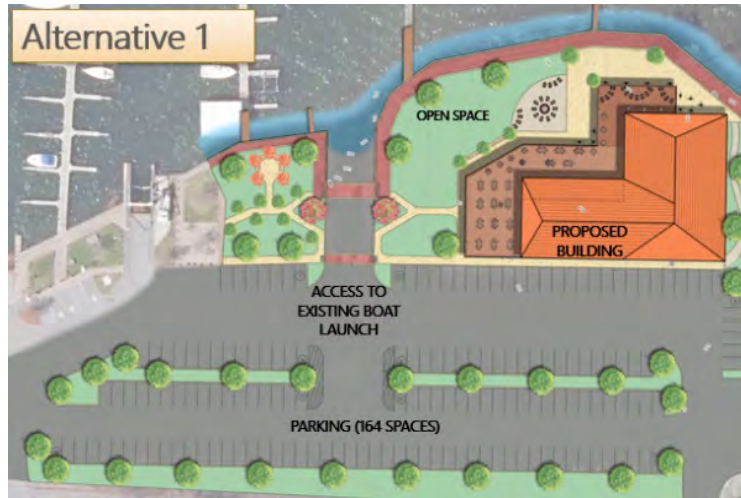 Alternative 1
OPEN SPACE
PROPOSED
BUILDING
ACCESS TO
EXISTING BOAT
LAUNCH
PARKING (164 SPACES)